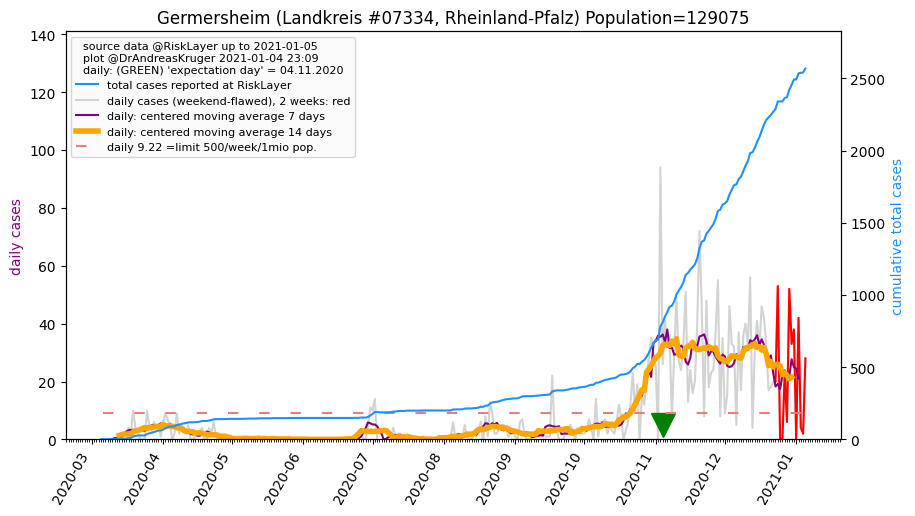 Germersheim (Landkreis #07334, Rheinland-Pfalz) Population=129075
source data @RiskLayer up to 2021-01-05
plot @DrAndreasKruger 2021-01-04 23:09
daily: (GREEN) 'expectation day' = 04.11.2020
total cases reported at RiskLayer
daily cases (weekend-flawed), 2 weeks: red
daily: centered moving average 7 days
daily: centered moving average 14 days
daily 9.22 =limit 500/week/1mio pop.
daily cases
140
120
100
80
60
40
20
0
cumulative total cases
2500
2000
1500
1000
500
0
2020-03
2020-04
2020-05
2020-06
2020-07
2020-08
2020-09
2020-10
2020-11
2020-12
2021-01